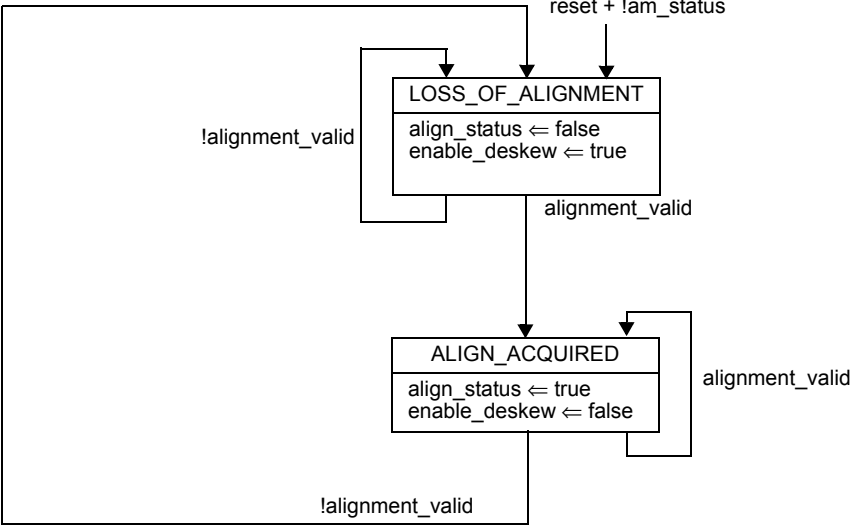 reset + !am_status
LOSS_OF_ALIGNMENT
align_status ⇐ false
enable_deskew ⇐ true
!alignment_valid
alignment_valid
ALIGN_ACQUIRED
align_status ⇐ true
enable_deskew ⇐ false
alignment_valid
!alignment_valid